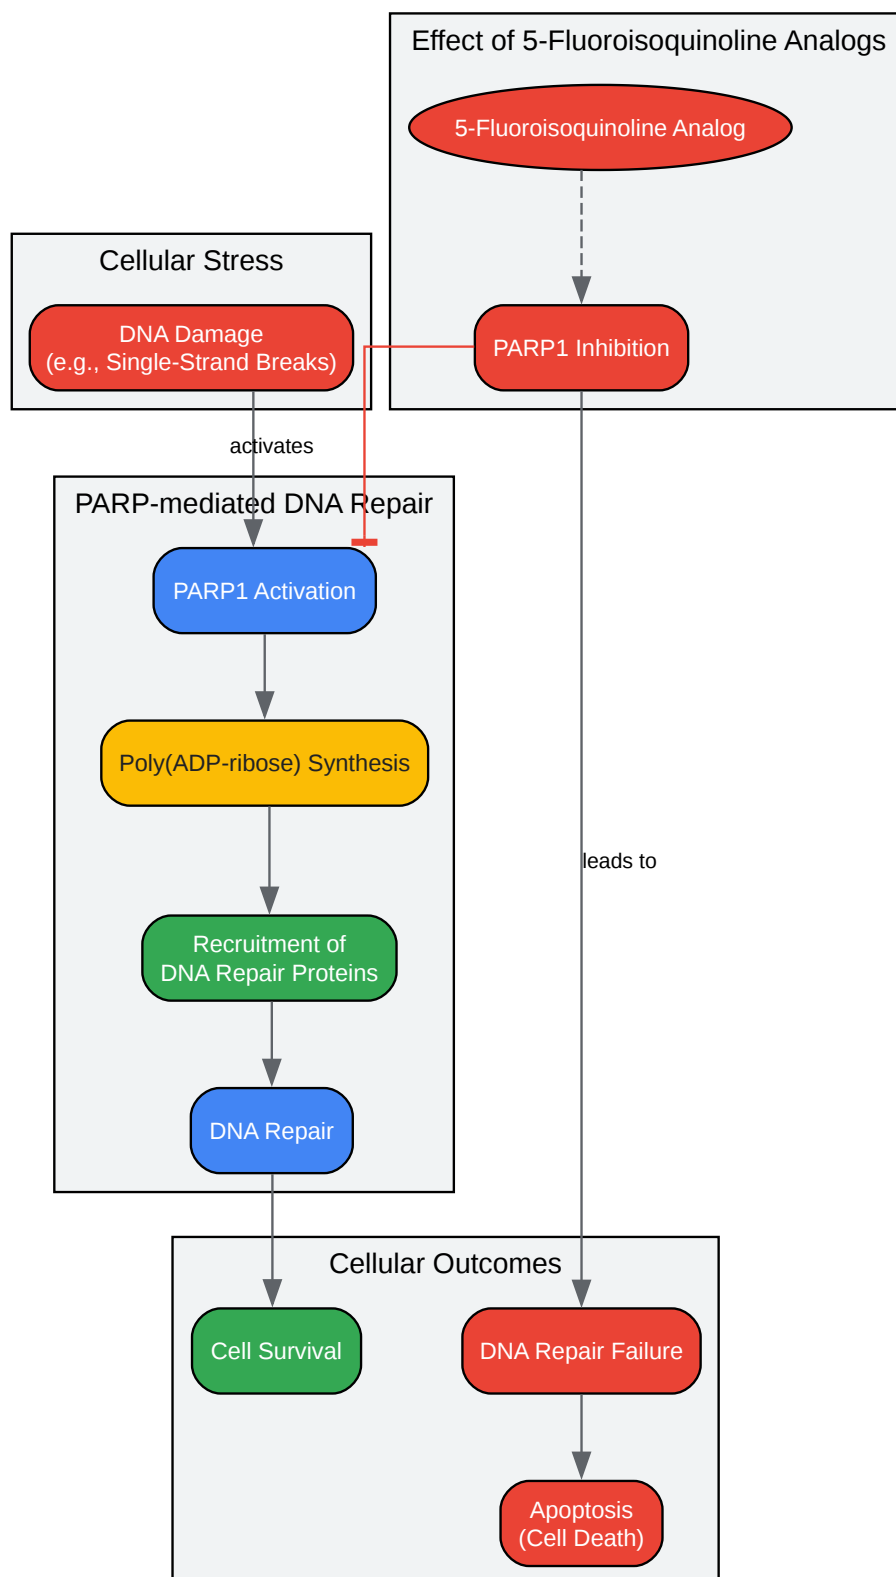 Effect of 5-Fluoroisoquinoline Analogs
5-Fluoroisoquinoline Analog
Cellular Stress
DNA Damage
(e.g., Single-Strand Breaks)
PARP1 Inhibition
activates
PARP-mediated DNA Repair
PARP1 Activation
Poly(ADP-ribose) Synthesis
leads to
Recruitment of
DNA Repair Proteins
DNA Repair
Cellular Outcomes
Cell Survival
DNA Repair Failure
Apoptosis
(Cell Death)